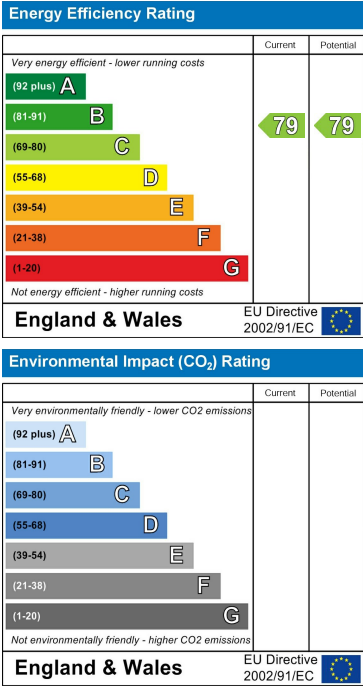 Energy Efficiency Rating
Current Potential
Very energy efficient - lower running costs
(92 plus) A
(81-91) B
79 79
(69-80) C
(55-68) D
(39-54) E
(21-38) F
(1-20) G
Not energy efficient - higher running costs
England & Wales
EU Directive
2002/91/EC
Environmental Impact (CO₂) Rating
Current Potential
Very environmentally friendly - lower CO2 emissions
(92 plus) A
(81-91) B
(69-80) C
(55-68) D
(39-54) E
(21-38) F
(1-20) G
Not environmentally friendly - higher CO2 emissions
England & Wales
EU Directive
2002/91/EC